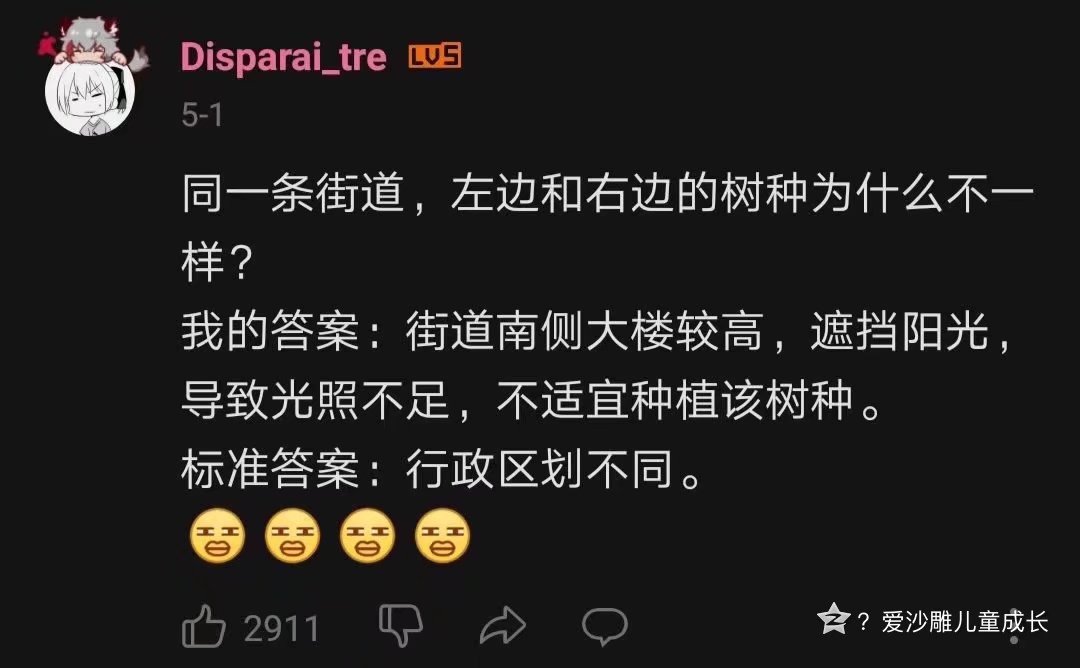 Disparai_tre LV5
5-1
同一条街道，左边和右边的树种为什么不一
样？
我的答案：街道南侧大楼较高，遮挡阳光，
导致光照不足，不适宜种植该树种。
标准答案：行政区划不同。
2911
? 爱沙雕儿童成长